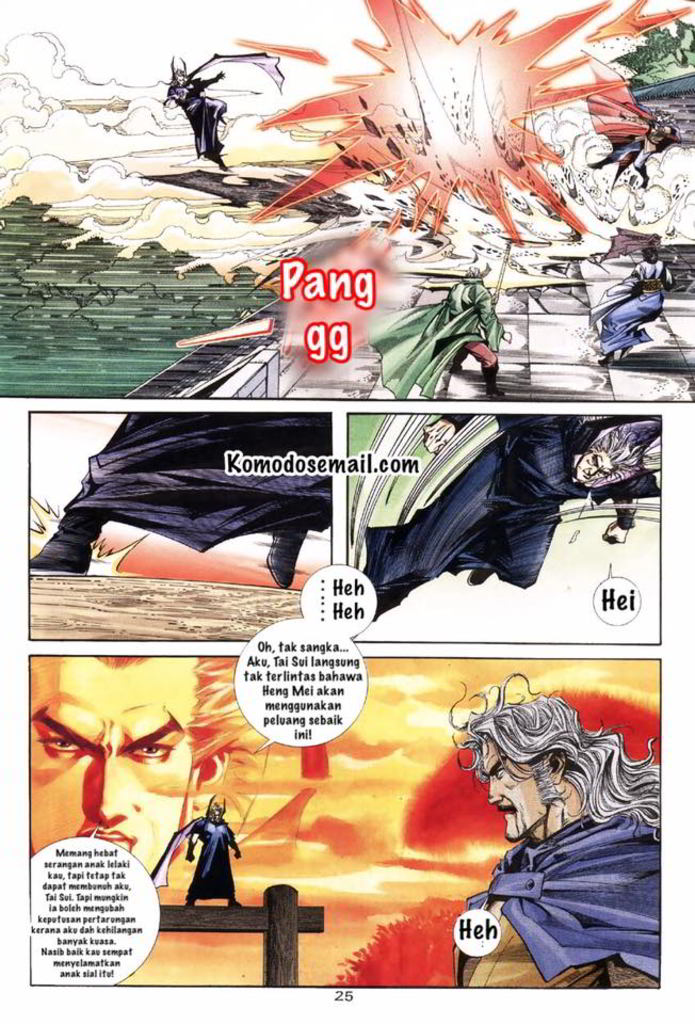 Pang
gg
Komodosemail.com
Heh
Heh
Hei
Oh, tak sangka...
Aku, Tai Sui langsung
tak terlintas bahawa
Heng Mei akan
menggunakan
peluang sebaik
ini!
Memang hebat
serangan anak lelaki
kau, tapi tetap tak
dapat membunuh aku,
Tai Sui. Tapi mungkin
ia boleh mengubah
keputusan pertarungan
kerana aku dah kehilangan
banyak kuasa.
Nasib baik kau sempat
menyelamatkan
anak sial itu!
Heh
25